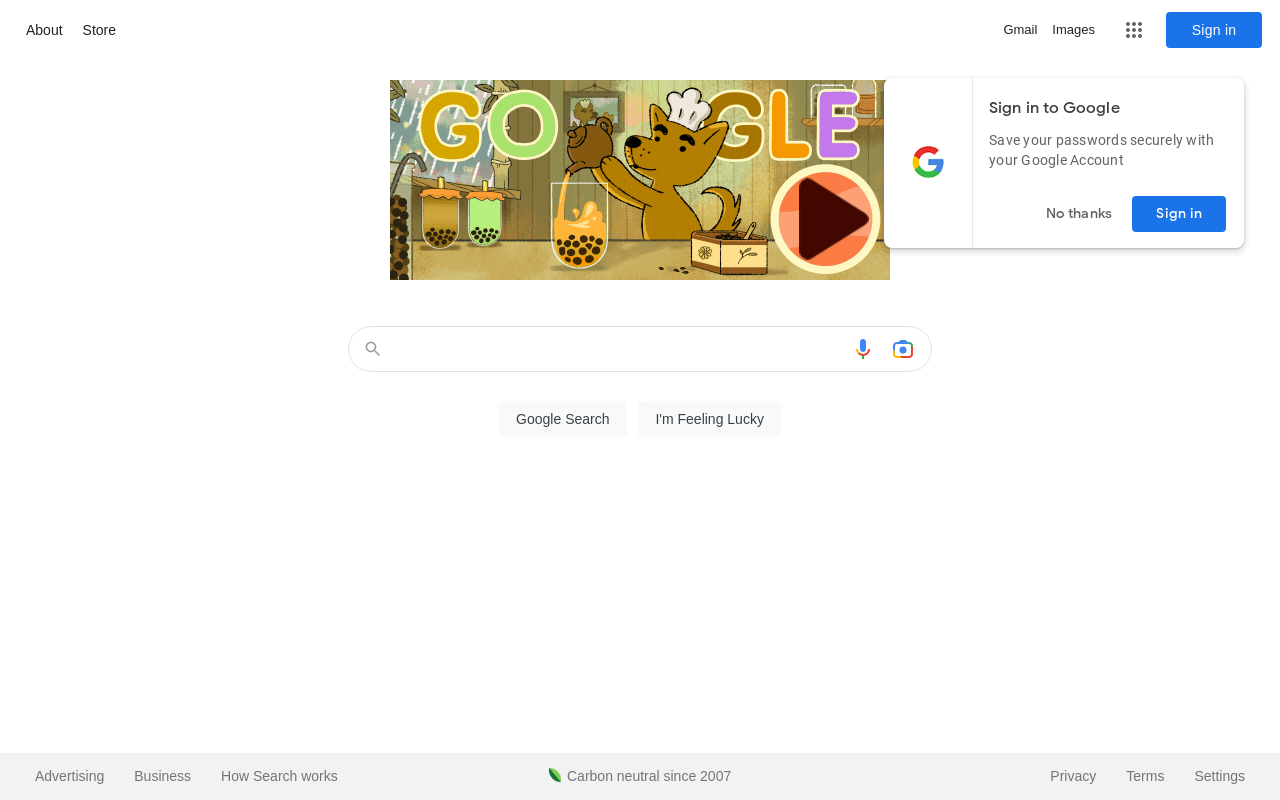 About Store
Gmail Images Sign in
GO GLE
Sign in to Google
Save your passwords securely with
your Google Account
No thanks Sign in
Google Search I'm Feeling Lucky
Advertising Business How Search works
Carbon neutral since 2007
Privacy Terms Settings